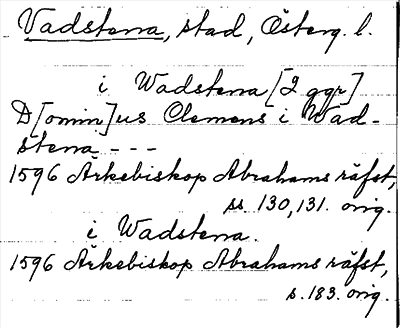 Vadstena, stad, Österg. l.
i Wadstena [2 ggr]
D[omin]us Clemens i Wad-
stena - - -
1596 Ärkebiskop Abrahams räfst,
ss. 130, 131. orig.
i Wadstena.
1596 Ärkebiskop Abrahams räfst,
s. 183. orig.